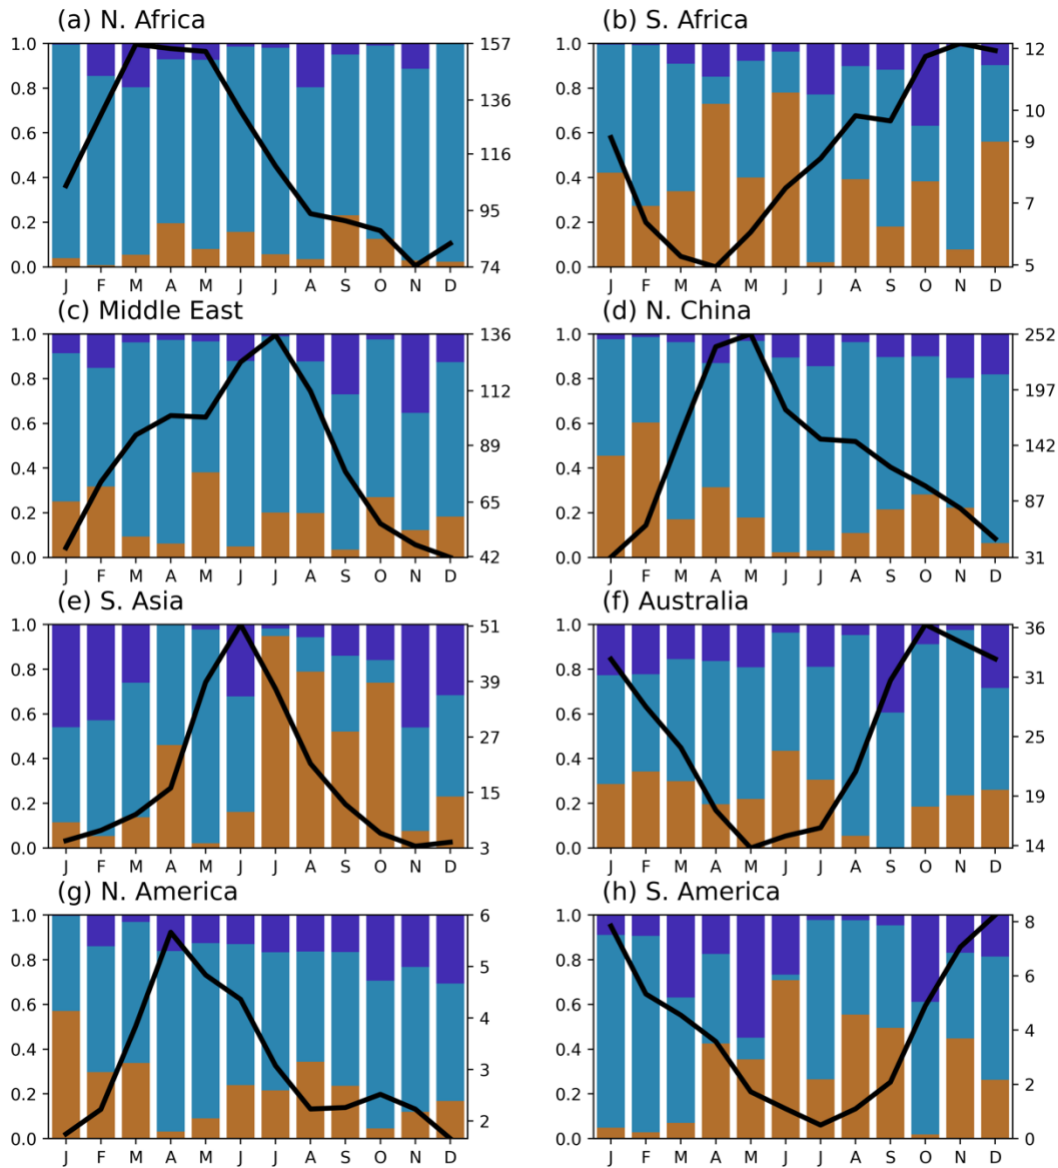 (a) N. Africa
(b) S. Africa
1.0 157 1.0 12
0.8 136 0.8 10
0.6 116 0.6 9
0.4 95 0.4 7
0.2 74 0.2 5
0.0 0.0
J F M A M J J A S O N D J F M A M J J A S O N D
(c) Middle East
(d) N. China
1.0 136 1.0 252
0.8 112 0.8 197
0.6 89 0.6 142
0.4 65 0.4 87
0.2 42 0.2 31
0.0 0.0
J F M A M J J A S O N D J F M A M J J A S O N D
(e) S. Asia
(f) Australia
1.0 51 1.0 36
0.8 39 0.8 31
0.6 27 0.6 25
0.4 15 0.4 19
0.2 3 0.2 14
0.0 0.0
J F M A M J J A S O N D J F M A M J J A S O N D
(g) N. America
(h) S. America
1.0 6 1.0 8
0.8 5 0.8 6
0.6 4 0.6 4
0.4 3 0.4 2
0.2 2 0.2 0
0.0 0.0
J F M A M J J A S O N D J F M A M J J A S O N D